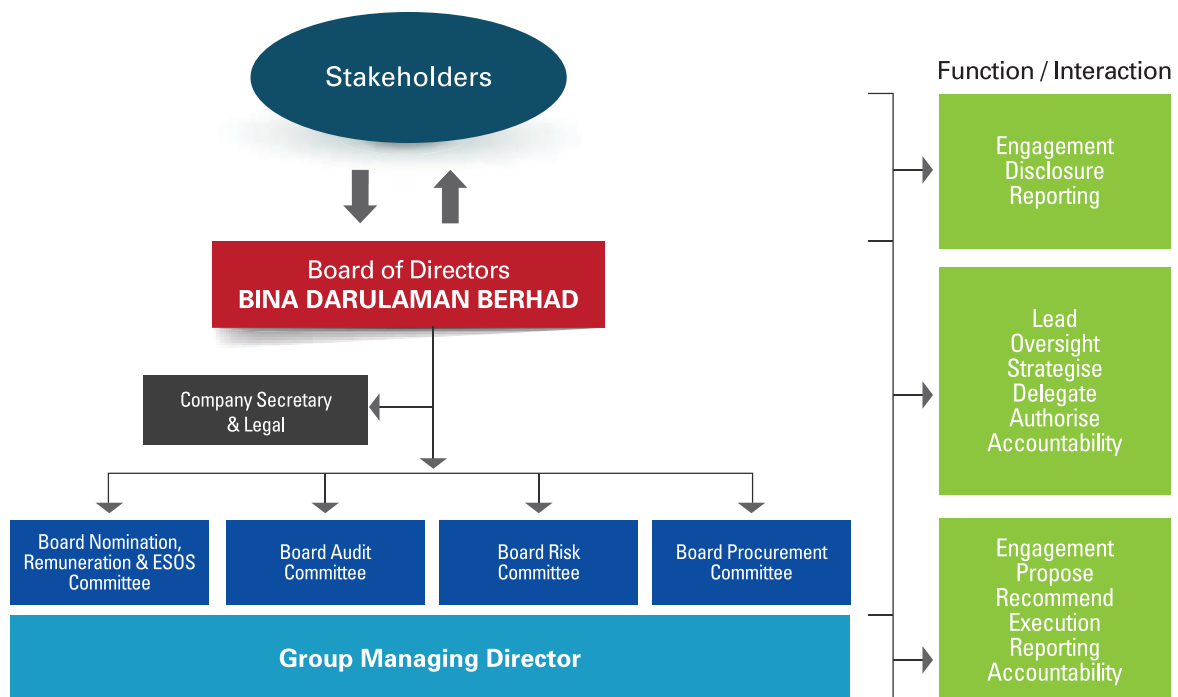 Stakeholders
Function / Interaction
Engagement
Disclosure
Reporting
Board of Directors
BINA DARULAMAN BERHAD
Lead
Oversight
Strategise
Delegate
Authorise
Accountability
Company Secretary
& Legal
Board Nomination,
Remuneration & ESOS
Committee
Board Audit
Committee
Board Risk
Committee
Board Procurement
Committee
Engagement
Propose
Recommend
Execution
Reporting
Accountability
Group Managing Director